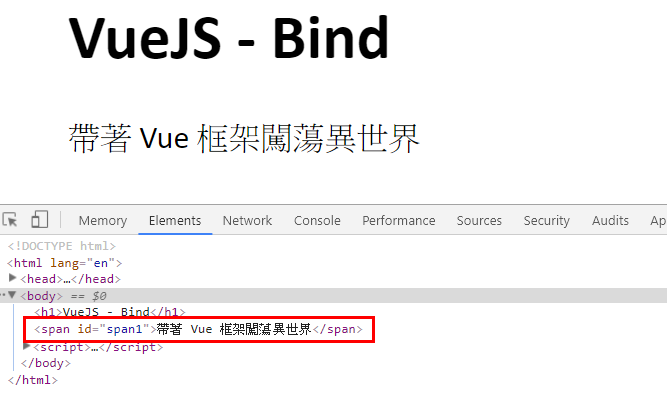 VueJS - Bind
帶著 Vue 框架闖蕩異世界
Memory Elements Network Console Performance Sources Security Audits Ap
<!DOCTYPE html>
<html lang="en">
<head>…</head>
<body> == $0
<h1>VueJS - Bind</h1>
<span id="span1">帶著 Vue 框架闖蕩異世界</span>
<script>…</script>
</body>
</html>